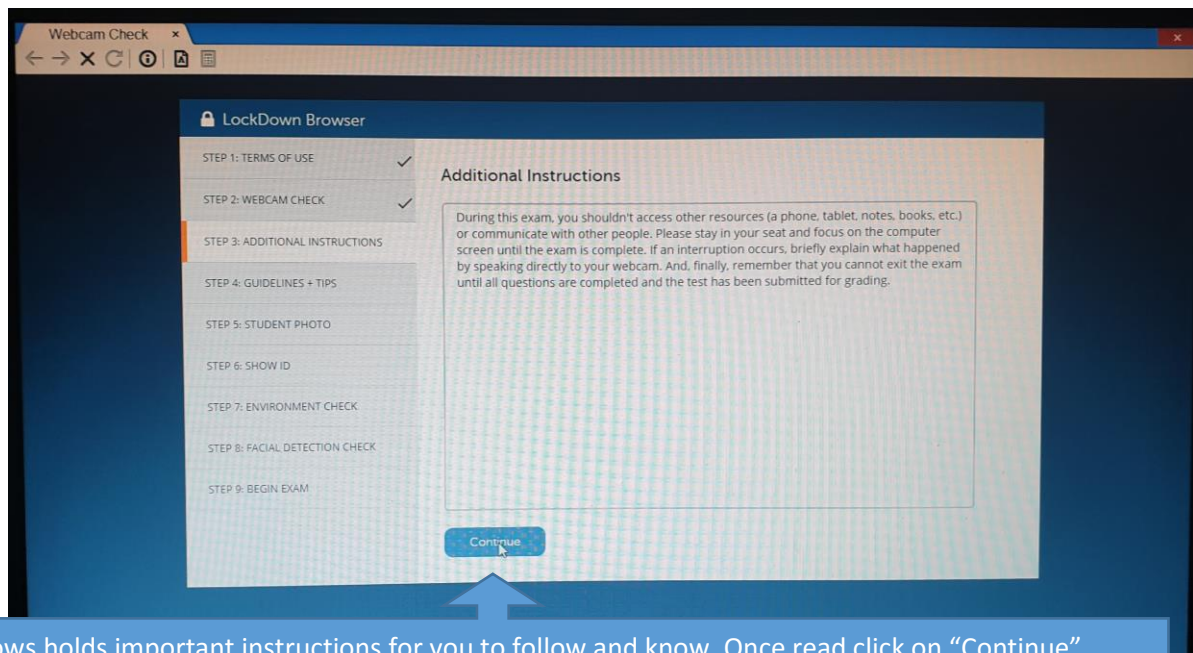 Webcam Check ×
LockDown Browser
STEP 1: TERMS OF USE
STEP 2: WEBCAM CHECK
STEP 3: ADDITIONAL INSTRUCTIONS
STEP 4: GUIDELINES + TIPS
STEP 5: STUDENT PHOTO
STEP 6: SHOW ID
STEP 7: ENVIRONMENT CHECK
STEP 8: FACIAL DETECTION CHECK
STEP 9: BEGIN EXAM
Additional Instructions
During this exam, you shouldn't access other resources (a phone, tablet, notes, books, etc.)
or communicate with other people. Please stay in your seat and focus on the computer
screen until the exam is complete. If an interruption occurs, briefly explain what happened
by speaking directly to your webcam. And, finally, remember that you cannot exit the exam
until all questions are completed and the test has been submitted for grading.
Continue
holds important instructions for you to follow and know. Once read click on “Continue”